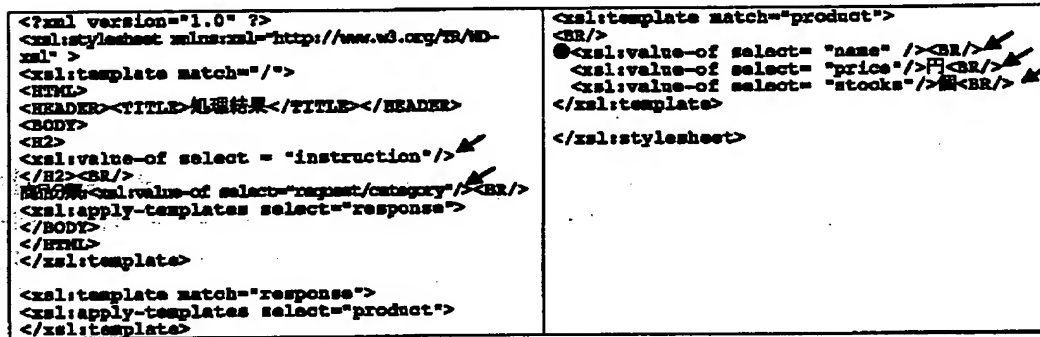 <?xml version="1.0" ?>
<xsl:stylesheet xmlns:xsl="http://www.w3.org/TR/WD-
xsl" >
<xsl:template match="/">
<HTML>
<HEADER><TITLE>処理結果</TITLE></HEADER>
<BODY>
<H2>
<xsl:value-of select = "instruction"/>
</H2><BR/>
商品分類:<xsl:value-of select="request/category"/><BR/>
<xsl:apply-templates select="response">
</BODY>
</HTML>
</xsl:template>
<xsl:template match="response">
<xsl:apply-templates select="product">
</xsl:template>
<xsl:template match="product">
<BR/>
●<xsl:value-of select= "name" /><BR/>
<xsl:value-of select= "price"/>円<BR/>
<xsl:value-of select= "stocks"/>個<BR/>
</xsl:template>
</xsl:stylesheet>